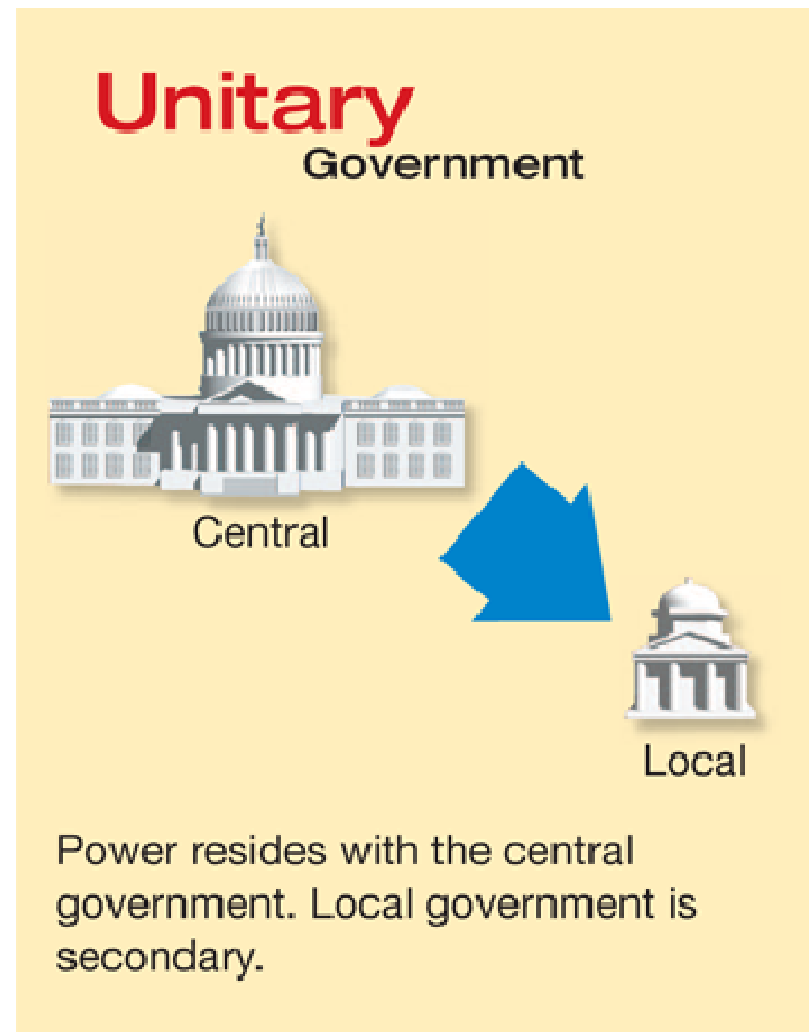 Unitary
Government
Central
Local
Power resides with the central
government. Local government is
secondary.